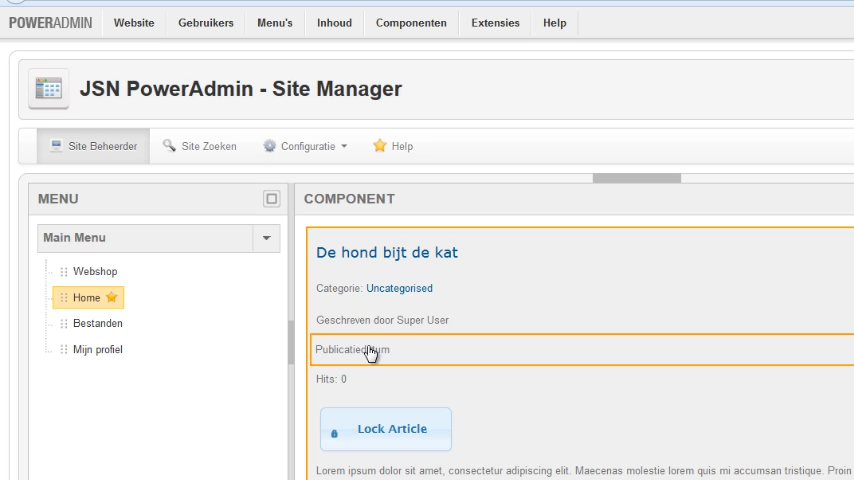 POWERADMIN Website Gebruikers Menu's Inhoud Componenten Extensies Help
JSN PowerAdmin - Site Manager
Site Beheerder Site Zoeken Configuratie Help
MENU
COMPONENT
Main Menu
Webshop
Home
Bestanden
Mijn profiel
De hond bijt de kat
Categorie: Uncategorised
Geschreven door Super User
Hits: 0
Lock Article
Lorem ipsum dolor sit amet, consectetur adipiscing elit. Maecenas molestie lorem quis mi accumsan tristique. Proin